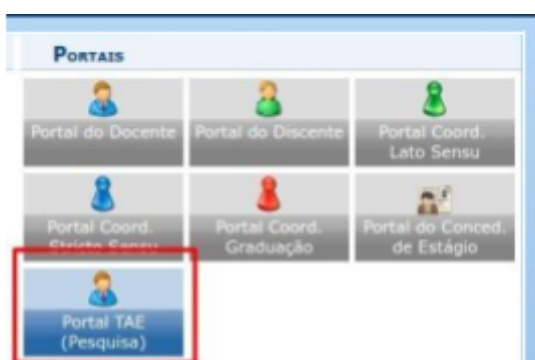 PORTAIS
Portal do Docente
Portal do Discente
Portal Coord.
Lato Sensu
Portal Coord.
Stricto Sensu
Portal Coord.
Graduação
Portal do Conced.
de Estágio
Portal TAE
(Pesquisa)